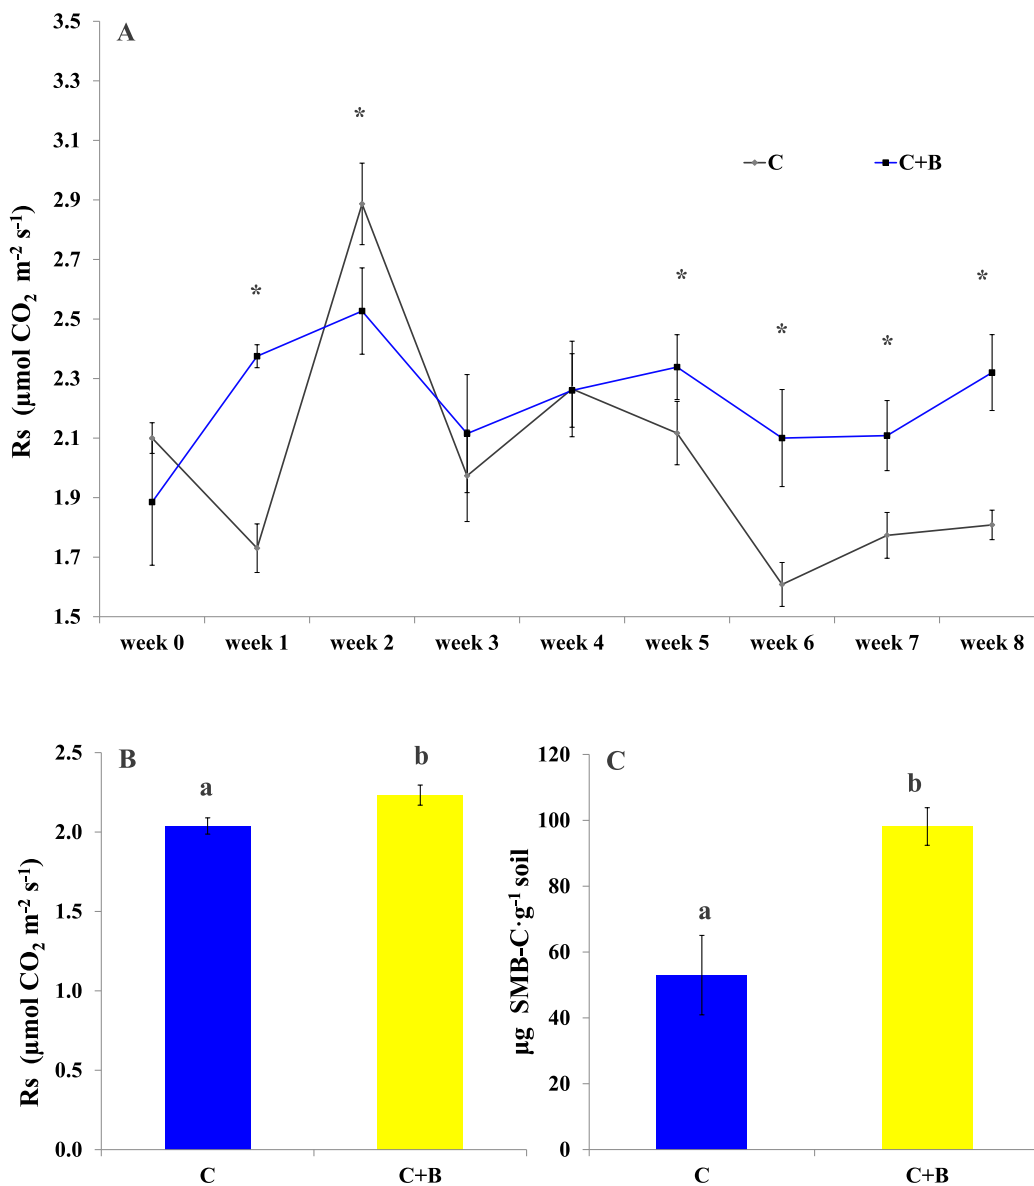 A
3.5
3.3
3.1
2.9
2.7
2.5
2.3
2.1
1.9
1.7
1.5
Rs (µmol CO₂ m⁻² s⁻¹)
C
C+B
*
*
*
*
*
*
week 0 week 1 week 2 week 3 week 4 week 5 week 6 week 7 week 8
B
2.5
2.0
1.5
1.0
0.5
0.0
Rs (µmol CO₂ m⁻² s⁻¹)
a
b
C C+B
C
120
100
80
60
40
20
0
µg SMB-C·g⁻¹ soil
a
b
C C+B